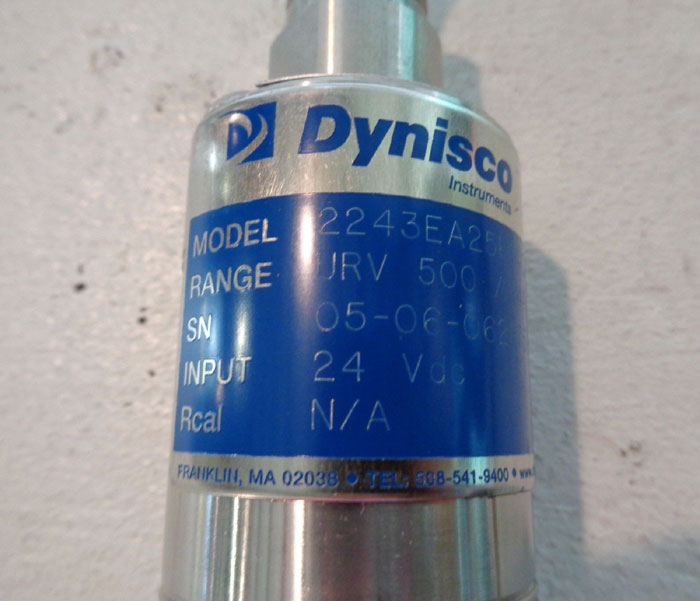 Dynisco
Instruments
MODEL 2243EA25
RANGE URV 500
SN 05-06-062
INPUT 24 Vdc
Rcal N/A
FRANKLIN, MA 02038 • TEL: 508-541-9400 •